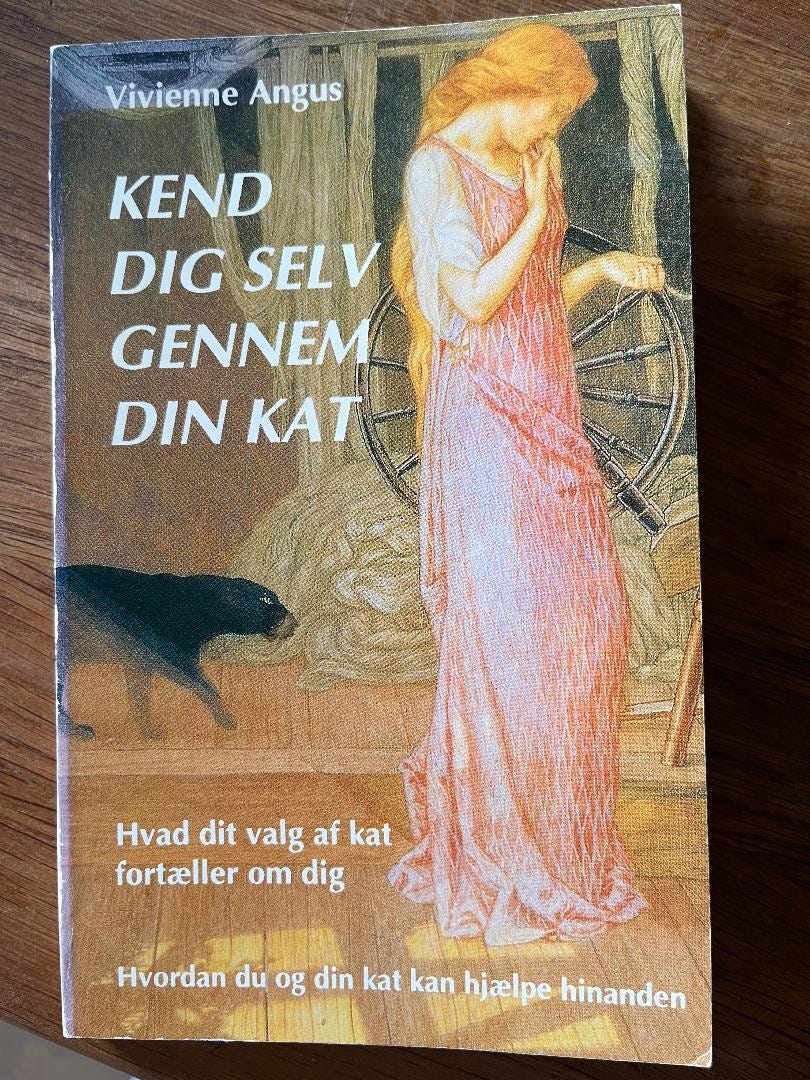 Vivienne Angus
KEND
DIG SELV
GENNEM
DIN KAT
Hvad dit valg af kat
fortæller om dig
Hvordan du og din kat kan hjælpe hinanden